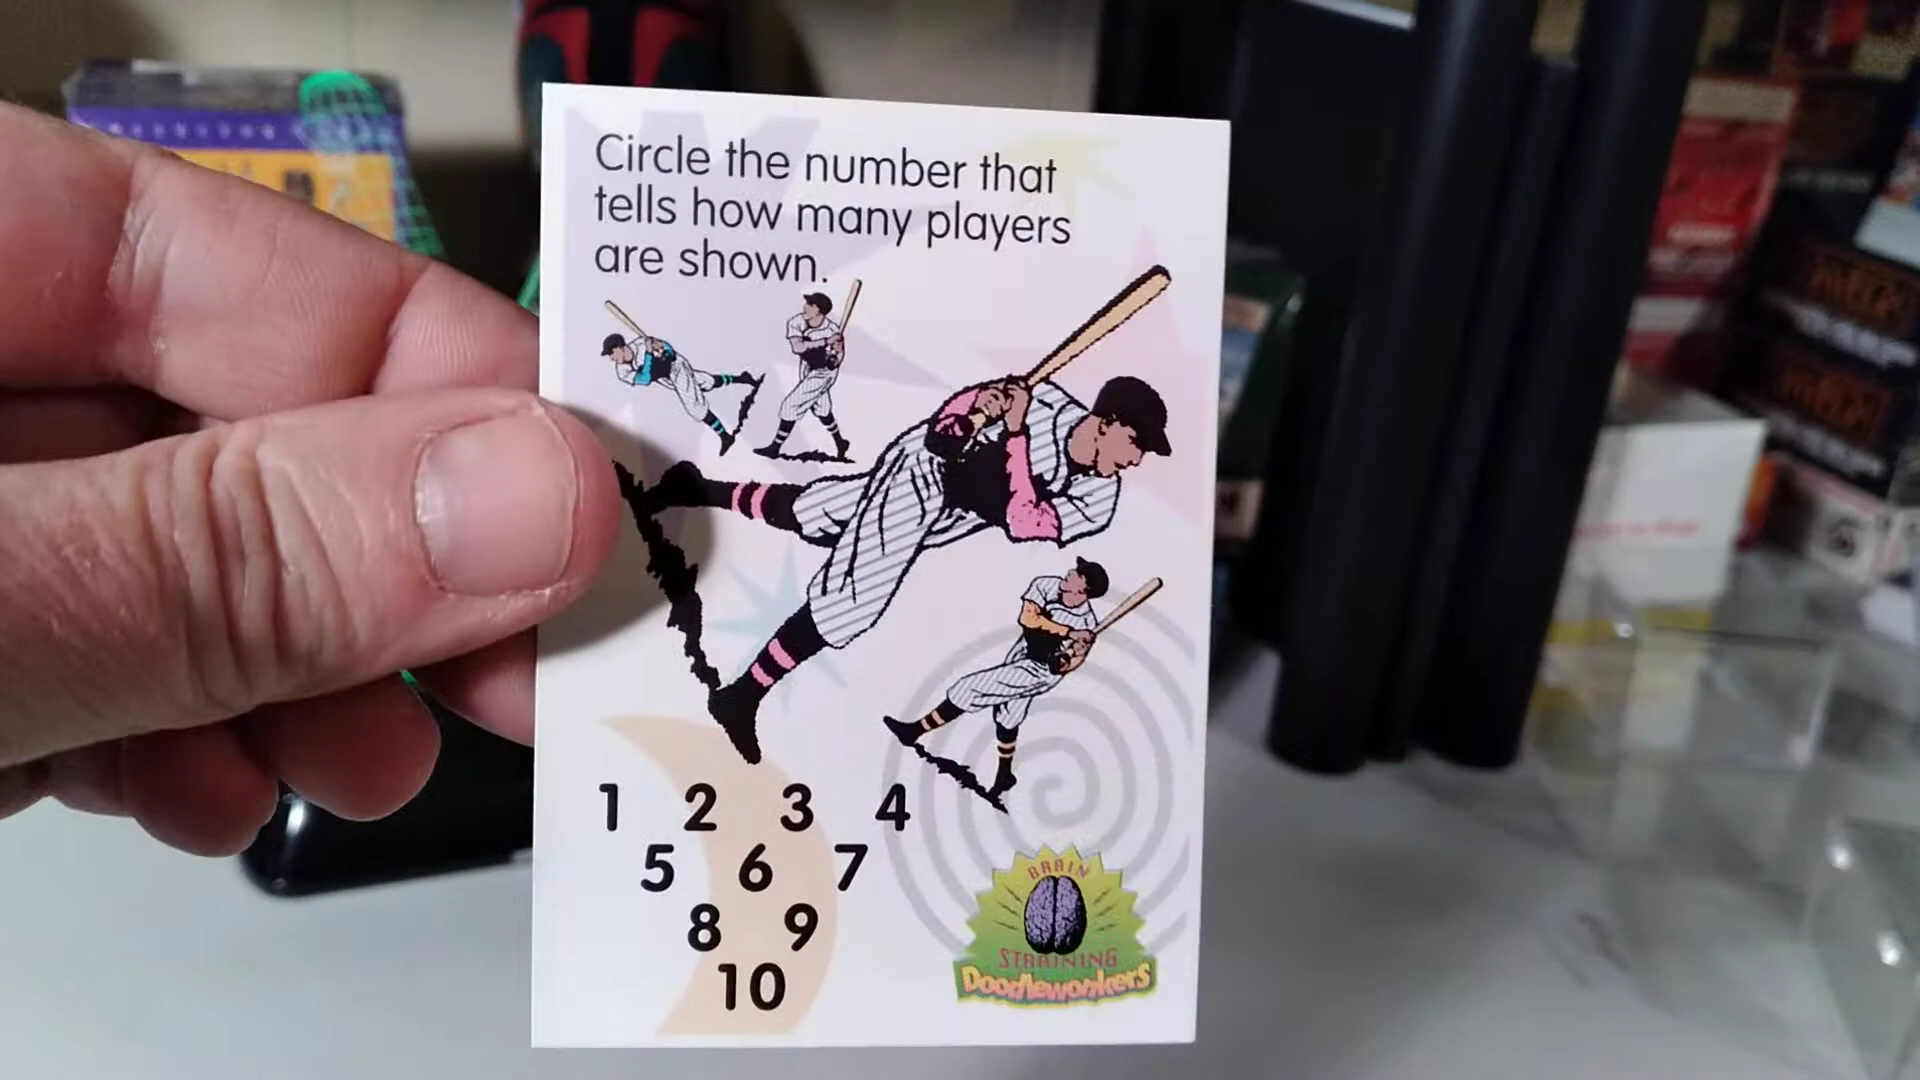 Circle the number that
tells how many players
are shown.
1 2 3 4
5 6 7
8 9
10
BRAIN
STRAINING
Doodlewonkers